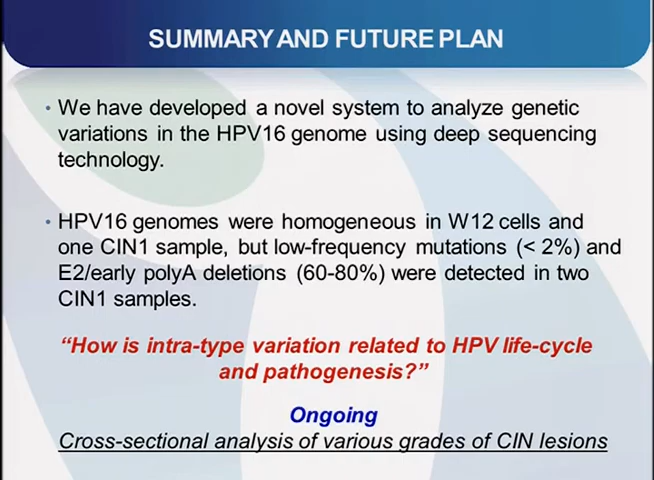 SUMMARY AND FUTURE PLAN
• We have developed a novel system to analyze genetic
variations in the HPV16 genome using deep sequencing
technology.
• HPV16 genomes were homogeneous in W12 cells and
one CIN1 sample, but low-frequency mutations (< 2%) and
E2/early polyA deletions (60-80%) were detected in two
CIN1 samples.
“How is intra-type variation related to HPV life-cycle
and pathogenesis?”
Ongoing
Cross-sectional analysis of various grades of CIN lesions